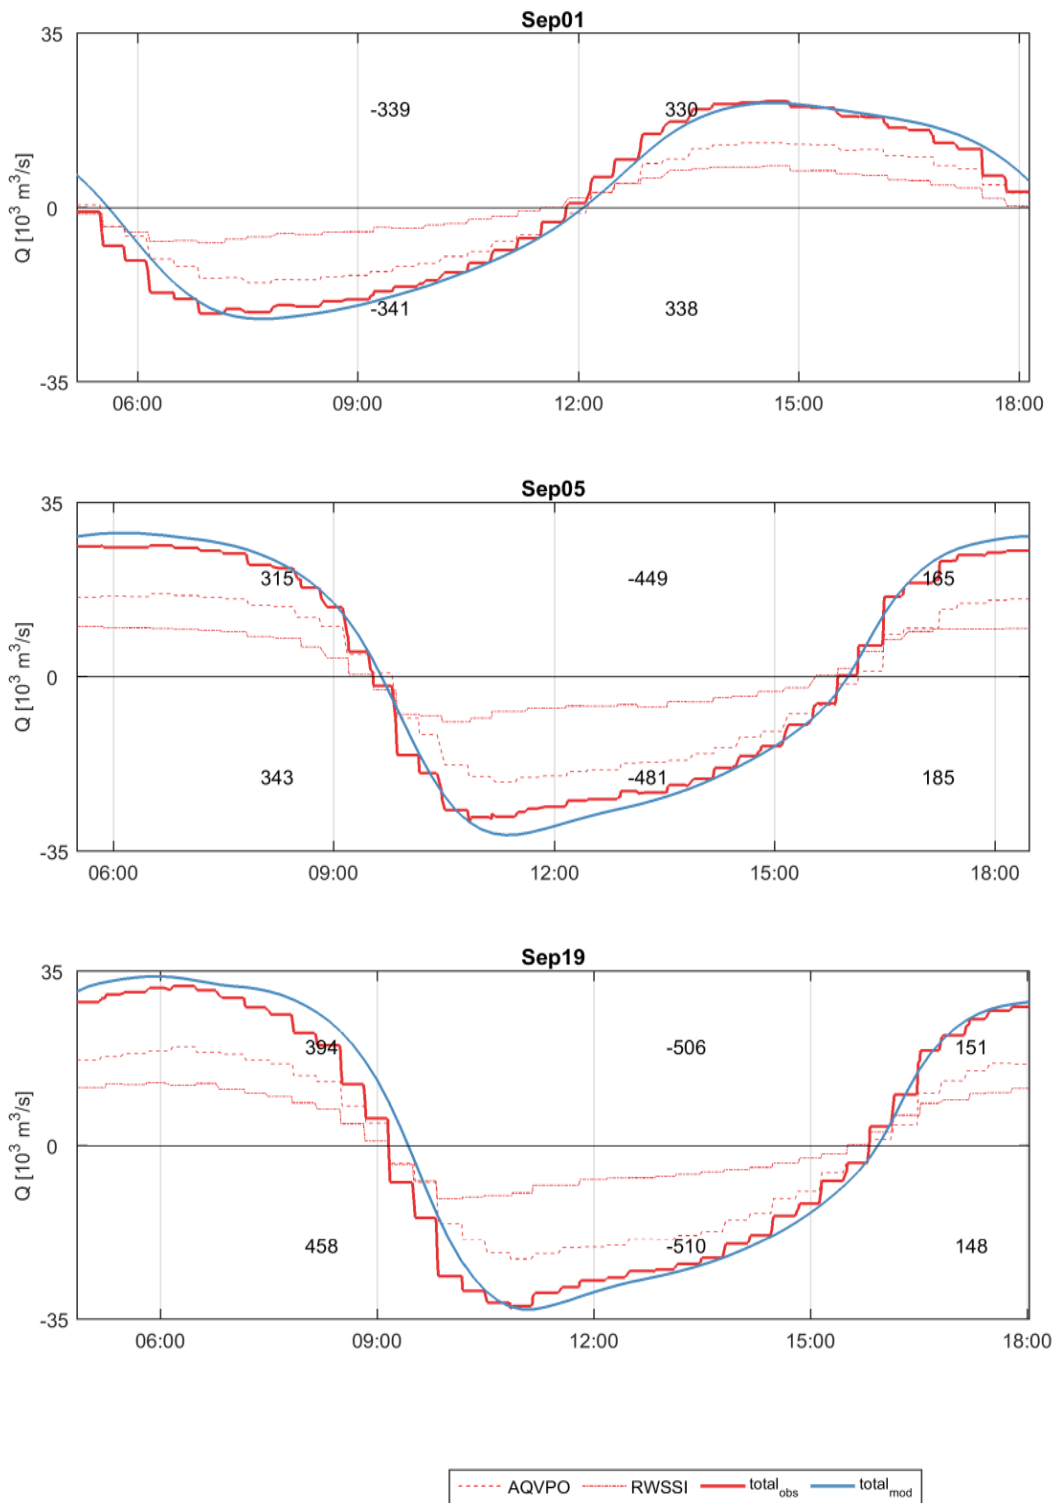 Sep01
35
-339
330
Q [10³ m³/s]
0
-341
338
-35
06:00 09:00 12:00 15:00 18:00
Sep05
35
315 -449 165
Q [10³ m³/s]
0
343 -481 185
-35
06:00 09:00 12:00 15:00 18:00
Sep19
35
394 -506 151
Q [10³ m³/s]
0
458 -510 148
-35
06:00 09:00 12:00 15:00 18:00
AQVPO RWSSI total_obs total_mod